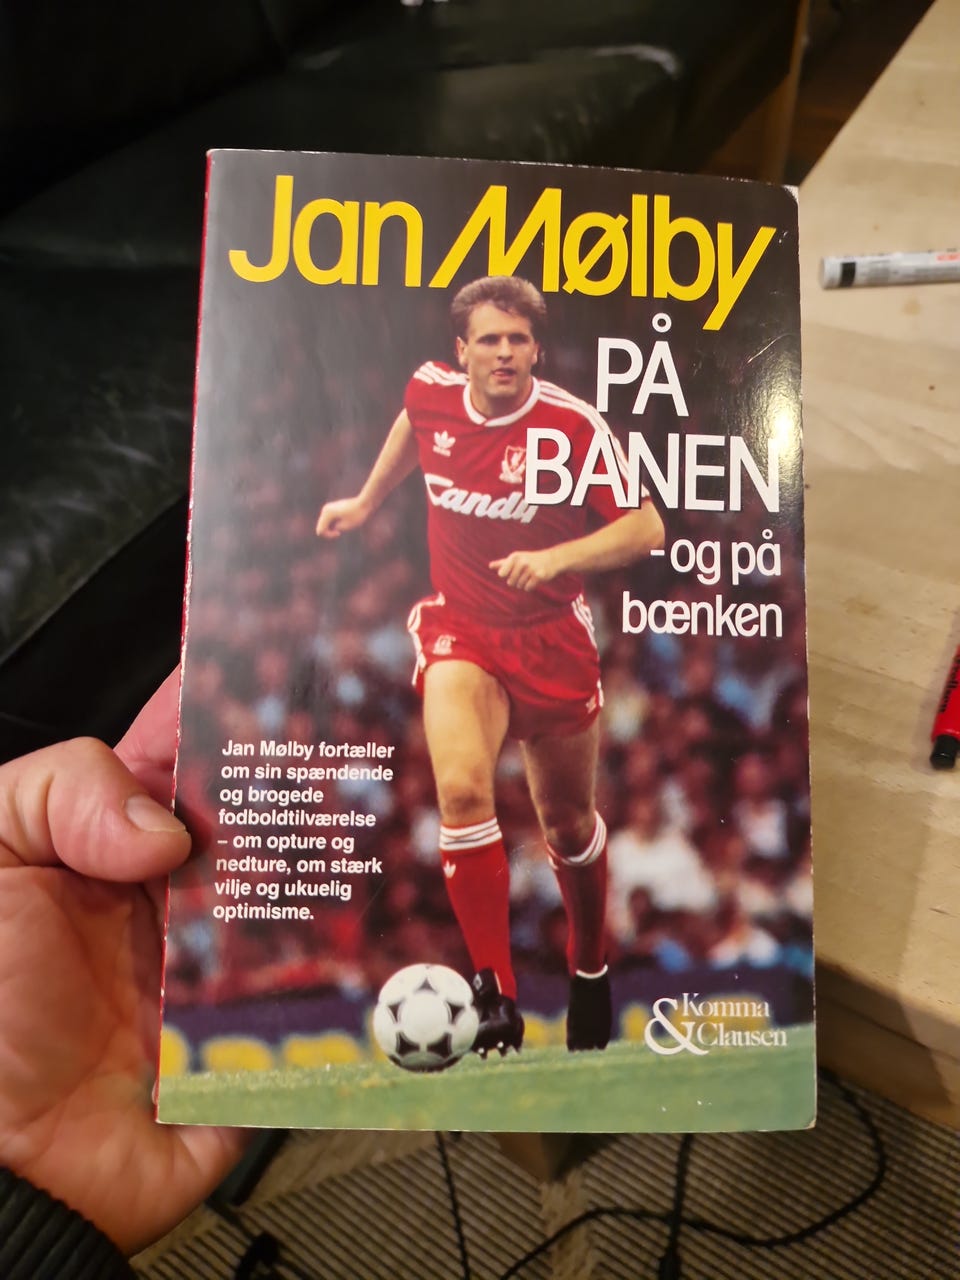 Jan Mølby
PÅ
BANEN
- og på
bænken
Candy
Jan Mølby fortæller
om sin spændende
og brogede
fodboldtilværelse
– om opture og
nedture, om stærk
vilje og ukuelig
optimisme.
Komma
& Clausen